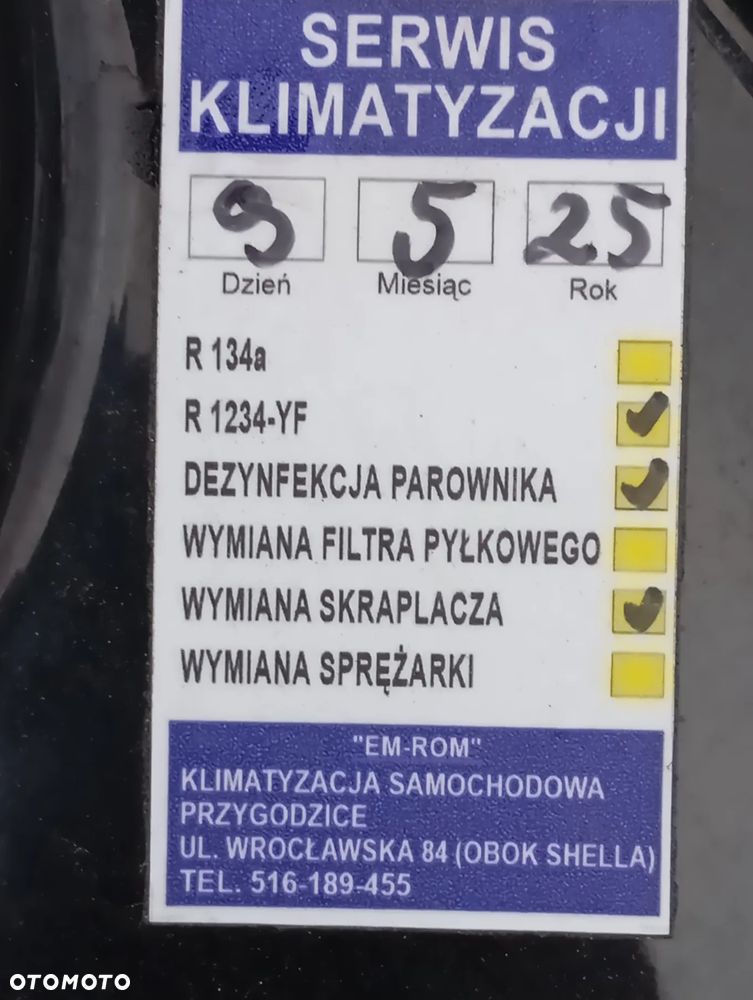 SERWIS
KLIMATYZACJI
9 5 25
Dzień Miesiąc Rok
R 134a
R 1234-YF
DEZYNFEKCJA PAROWNIKA
WYMIANA FILTRA PYŁKOWEGO
WYMIANA SKRAPLACZA
WYMIANA SPRĘŻARKI
"EM-ROM"
KLIMATYZACJA SAMOCHODOWA
PRZYGODZICE
UL. WROCŁAWSKA 84 (OBOK SHELLA)
TEL. 516-189-455
OTOMOTO